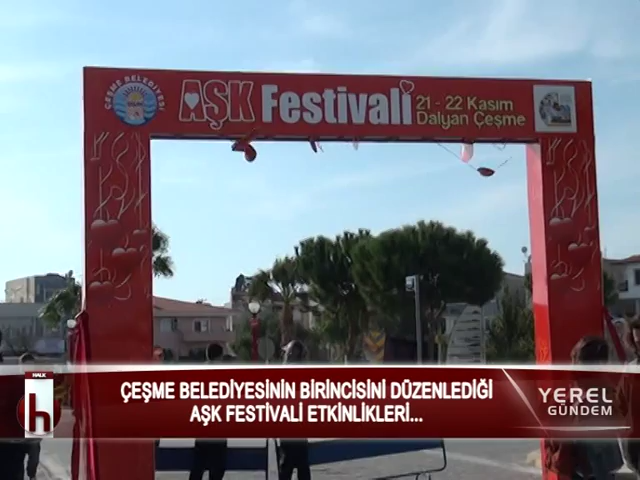 ÇEŞME BELEDİYESİ
AŞK Festivali
21 - 22 Kasım
Dalyan Çeşme
HALK
h
ÇEŞME BELEDİYESİNİN BİRİNCİSİNİ DÜZENLEDİĞİ
AŞK FESTİVALİ ETKİNLİKLERİ...
YEREL
GÜNDEM